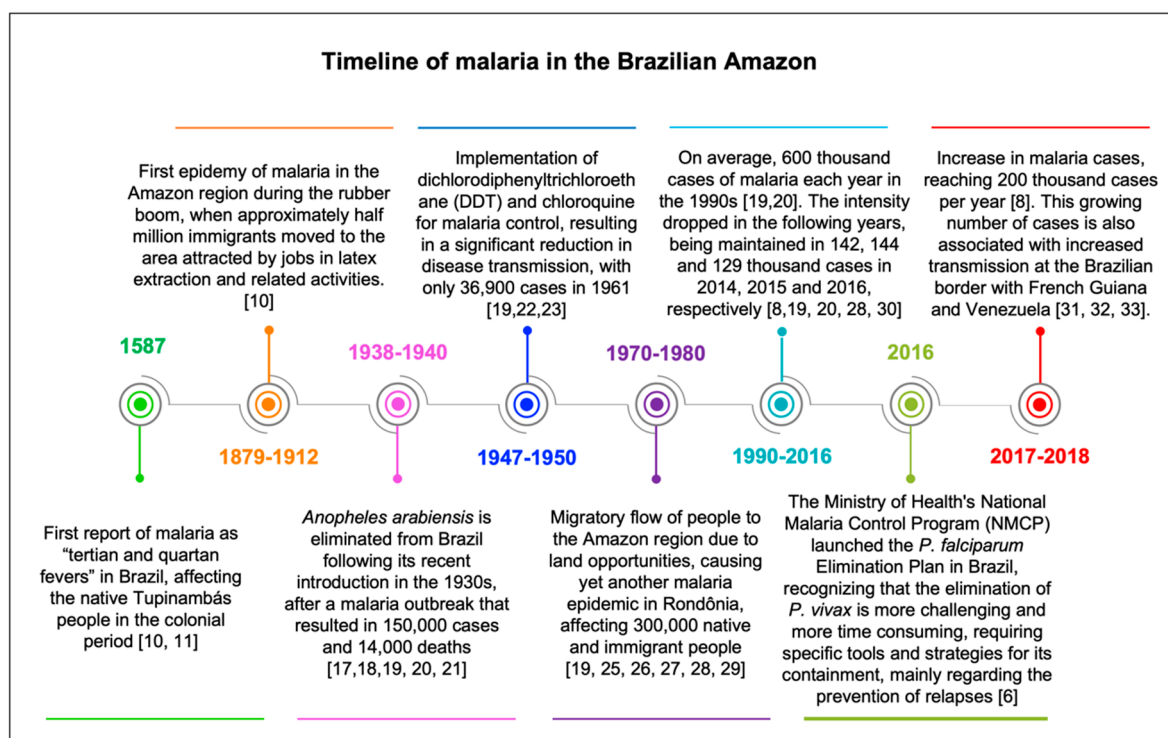 Timeline of malaria in the Brazilian Amazon
First epidemy of malaria in the
Amazon region during the rubber
boom, when approximately half
million immigrants moved to the
area attracted by jobs in latex
extraction and related activities.
[10]
Implementation of
dichlorodiphenyltrichloroeth
ane (DDT) and chloroquine
for malaria control, resulting
in a significant reduction in
disease transmission, with
only 36,900 cases in 1961
[19,22,23]
On average, 600 thousand
cases of malaria each year in
the 1990s [19,20]. The intensity
dropped in the following years,
being maintained in 142, 144
and 129 thousand cases in
2014, 2015 and 2016,
respectively [8,19, 20, 28, 30]
Increase in malaria cases,
reaching 200 thousand cases
per year [8]. This growing
number of cases is also
associated with increased
transmission at the Brazilian
border with French Guiana
and Venezuela [31, 32, 33].
1587
1938-1940
1970-1980
2016
1879-1912
1947-1950
1990-2016
2017-2018
First report of malaria as
“tertian and quartan
fevers” in Brazil, affecting
the native Tupinambás
people in the colonial
period [10, 11]
Anopheles arabiensis is
eliminated from Brazil
following its recent
introduction in the 1930s,
after a malaria outbreak that
resulted in 150,000 cases
and 14,000 deaths
[17,18,19, 20, 21]
Migratory flow of people to
the Amazon region due to
land opportunities, causing
yet another malaria
epidemic in Rondônia,
affecting 300,000 native
and immigrant people
[19, 25, 26, 27, 28, 29]
The Ministry of Health's National
Malaria Control Program (NMCP)
launched the P. falciparum
Elimination Plan in Brazil,
recognizing that the elimination of
P. vivax is more challenging and
more time consuming, requiring
specific tools and strategies for its
containment, mainly regarding the
prevention of relapses [6]